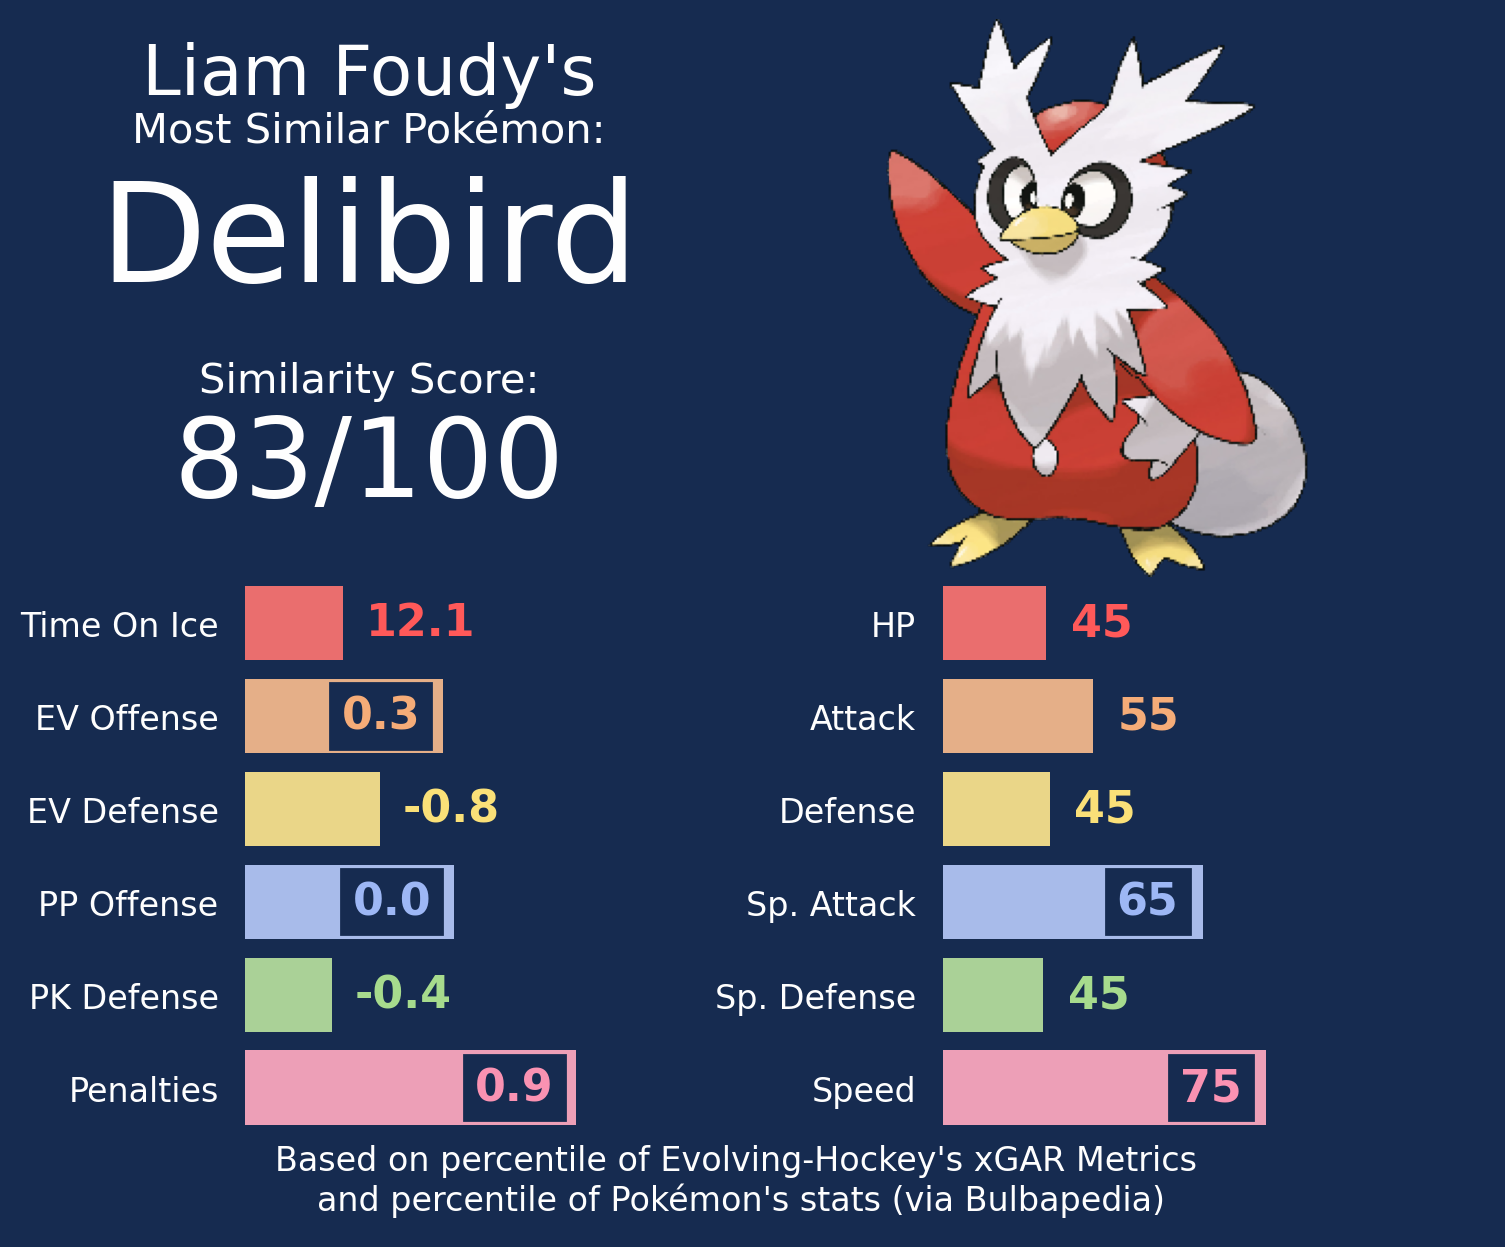 Liam Foudy's
Most Similar Pokémon:
Delibird
Similarity Score:
83/100
Time On Ice 12.1
EV Offense 0.3
EV Defense -0.8
PP Offense 0.0
PK Defense -0.4
Penalties 0.9
HP 45
Attack 55
Defense 45
Sp. Attack 65
Sp. Defense 45
Speed 75
Based on percentile of Evolving-Hockey's xGAR Metrics
and percentile of Pokémon's stats (via Bulbapedia)